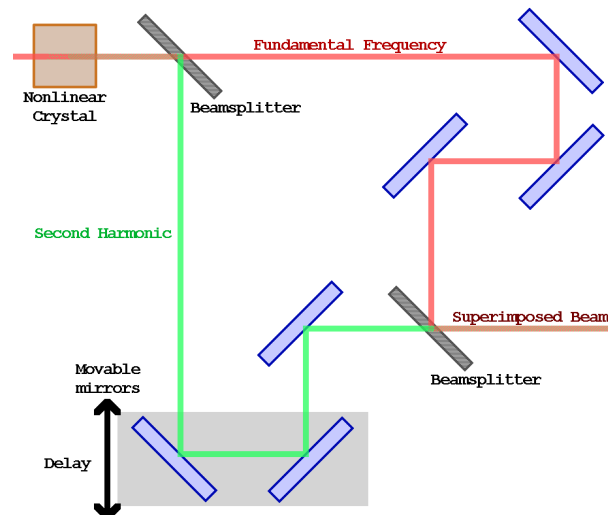 Fundamental Frequency
Nonlinear
Crystal
Beamsplitter
Second Harmonic
Superimposed Beam
Movable
mirrors
Beamsplitter
Delay